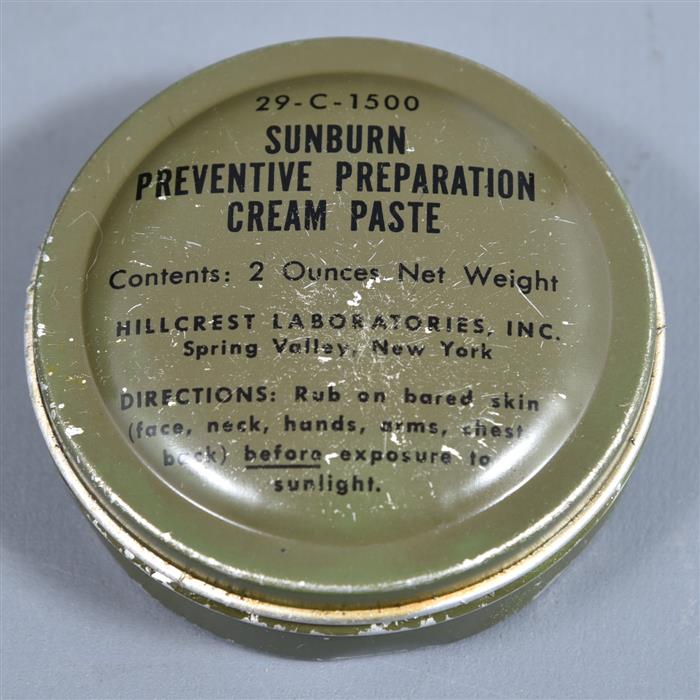 29-C-1500
SUNBURN
PREVENTIVE PREPARATION
CREAM PASTE
Contents: 2 Ounces Net Weight
HILLCREST LABORATORIES, INC.
Spring Valley, New York
DIRECTIONS: Rub on bared skin
(face, neck, hands, arms, chest
back) before exposure to
sunlight.